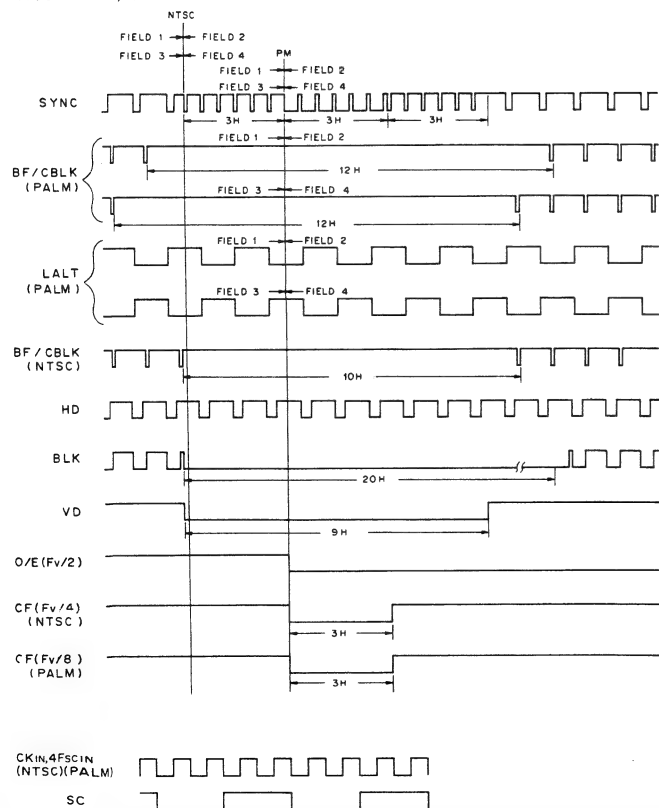 NTSC
FIELD 1 FIELD 2
FIELD 3 FIELD 4
PM
FIELD 1 FIELD 2
FIELD 3 FIELD 4
SYNC
3H 3H 3H
FIELD 1 FIELD 2
BF/CBLK
(PALM)
12H
FIELD 3 FIELD 4
12H
FIELD 1 FIELD 2
LALT
(PALM)
FIELD 3 FIELD 4
BF/CBLK
(NTSC)
10H
HD
BLK
20H
VD
9H
O/E(Fv/2)
CF(Fv/4)
(NTSC)
3H
CF(Fv/8)
(PALM)
3H
CKIN,4FSCIN
(NTSC)(PALM)
SC